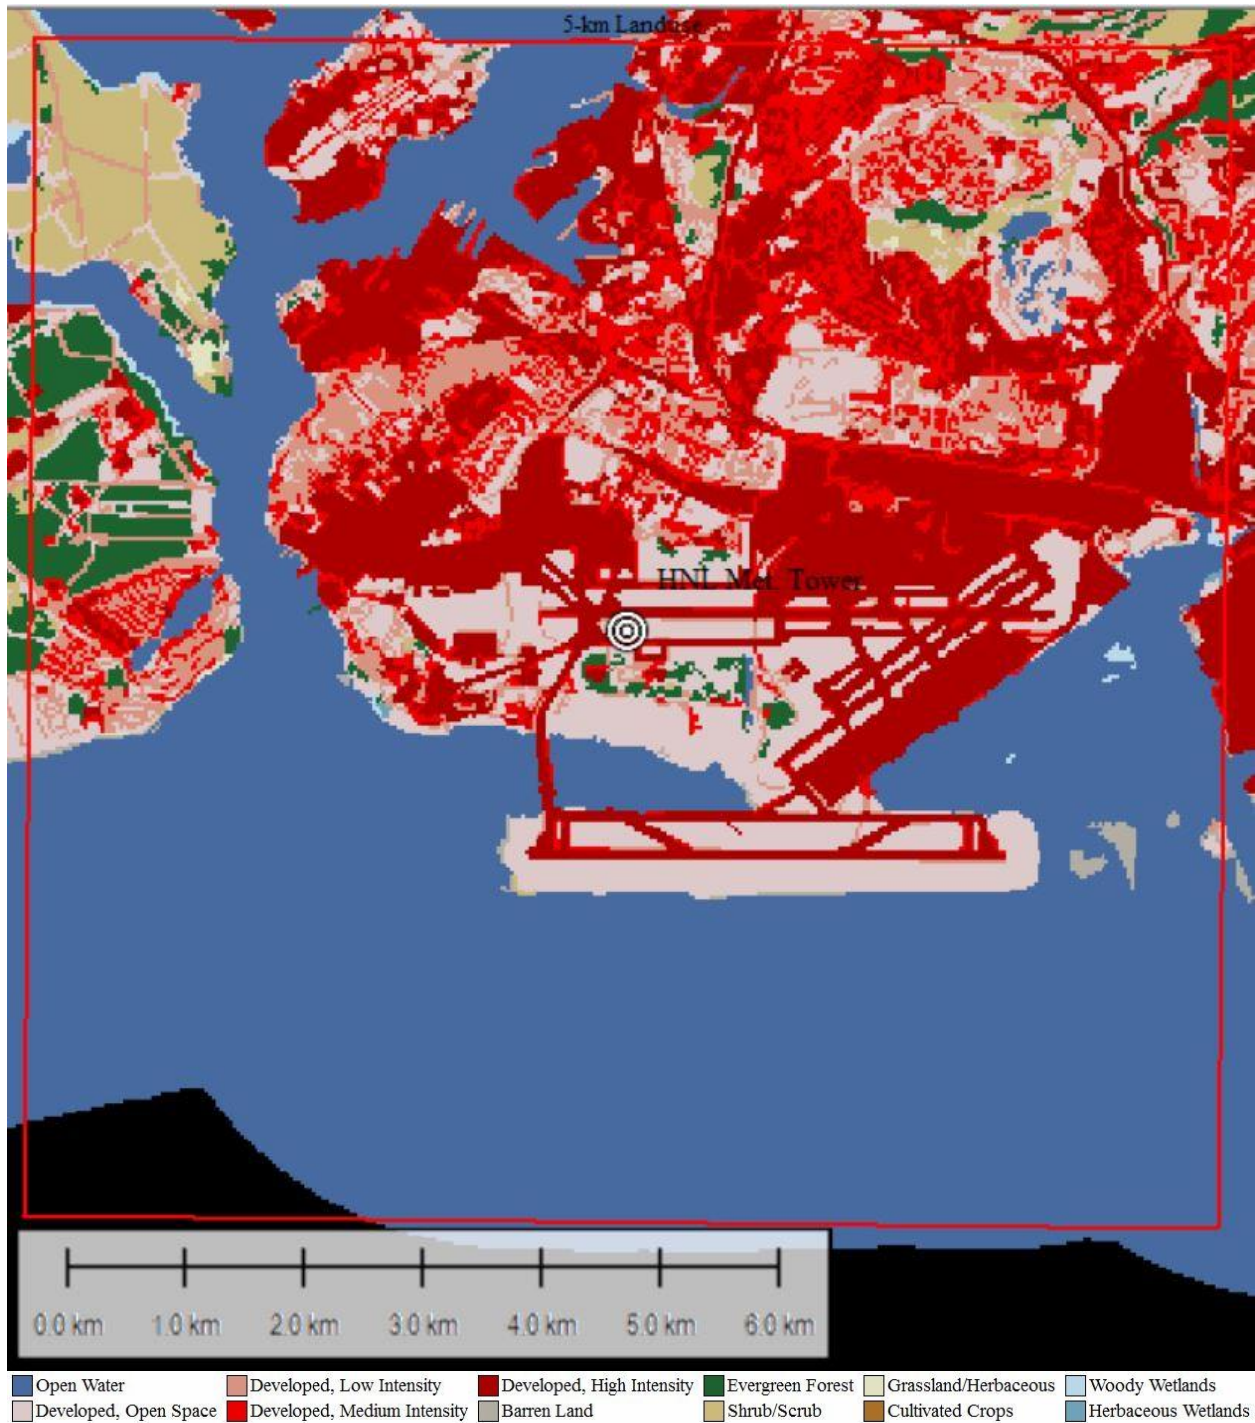 5-km Landuse
HNL Met. Tower
0.0 km 1.0 km 2.0 km 3.0 km 4.0 km 5.0 km 6.0 km
Open Water Developed, Low Intensity Developed, High Intensity Evergreen Forest Grassland/Herbaceous Woody Wetlands
Developed, Open Space Developed, Medium Intensity Barren Land Shrub/Scrub Cultivated Crops Herbaceous Wetlands